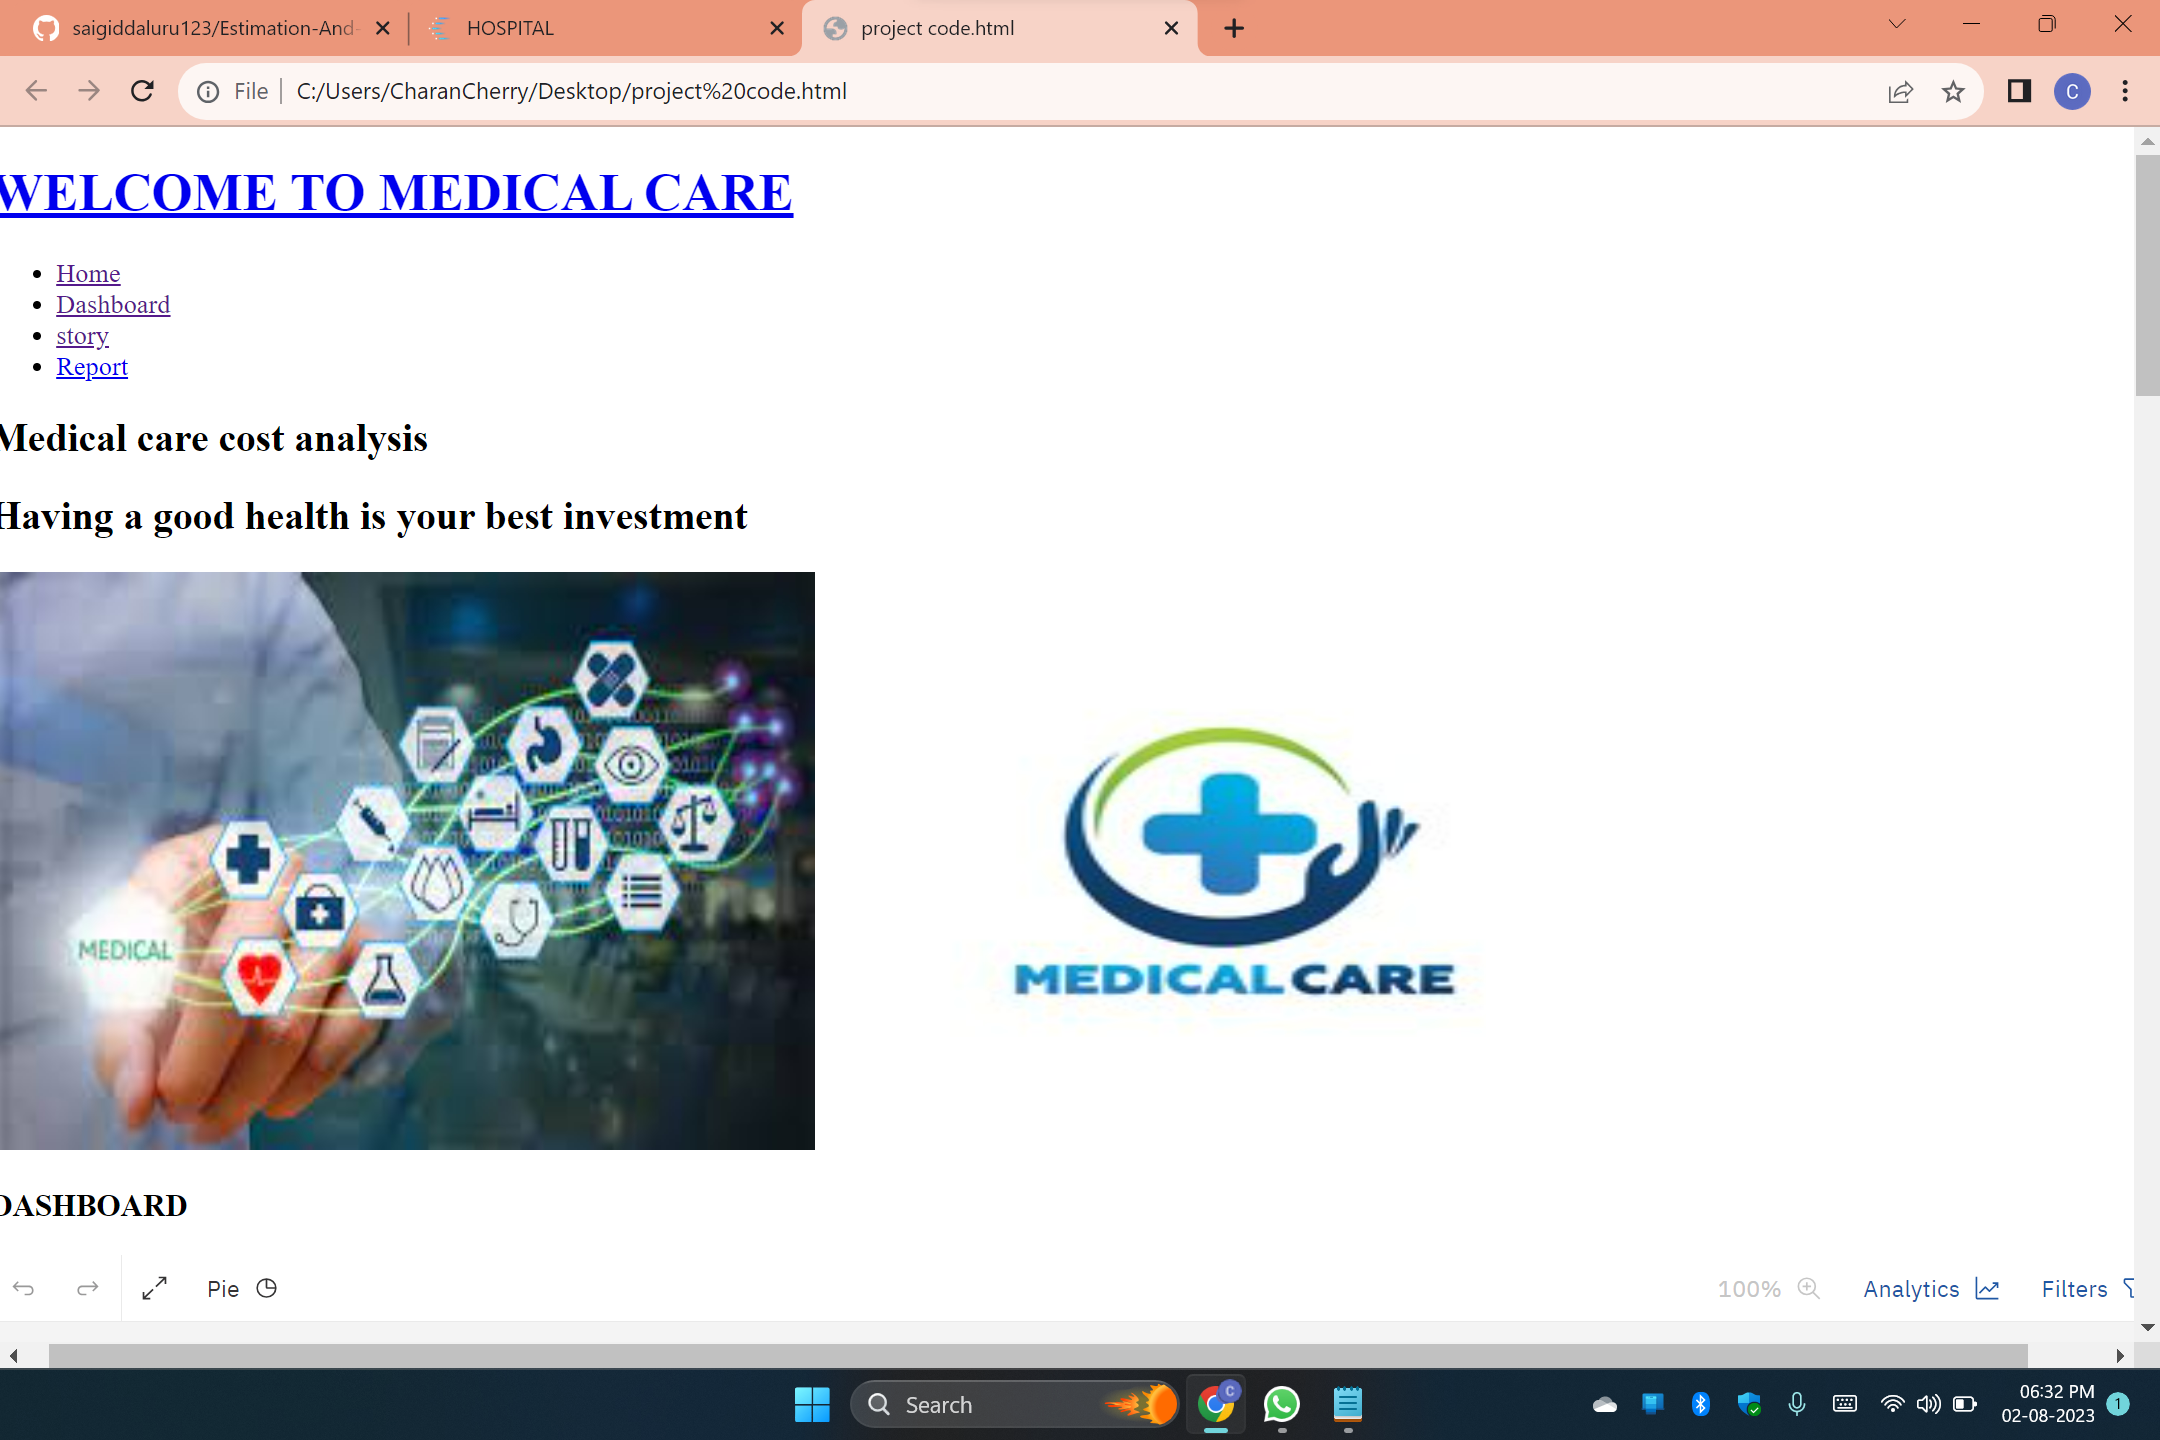 saigiddaluru123/Estimation-And-
HOSPITAL
project code.html
File
C:/Users/CharanCherry/Desktop/project%20code.html
C
WELCOME TO MEDICAL CARE
Home
Dashboard
story
Report
Medical care cost analysis
Having a good health is your best investment
MEDICAL
MEDICAL CARE
DASHBOARD
Pie
100%
Analytics
Filters
Search
C
06:32 PM
02-08-2023
1